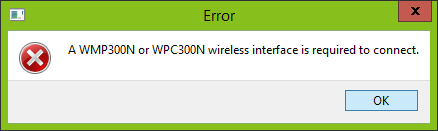 Error
A WMP300N or WPC300N wireless interface is required to connect.
OK